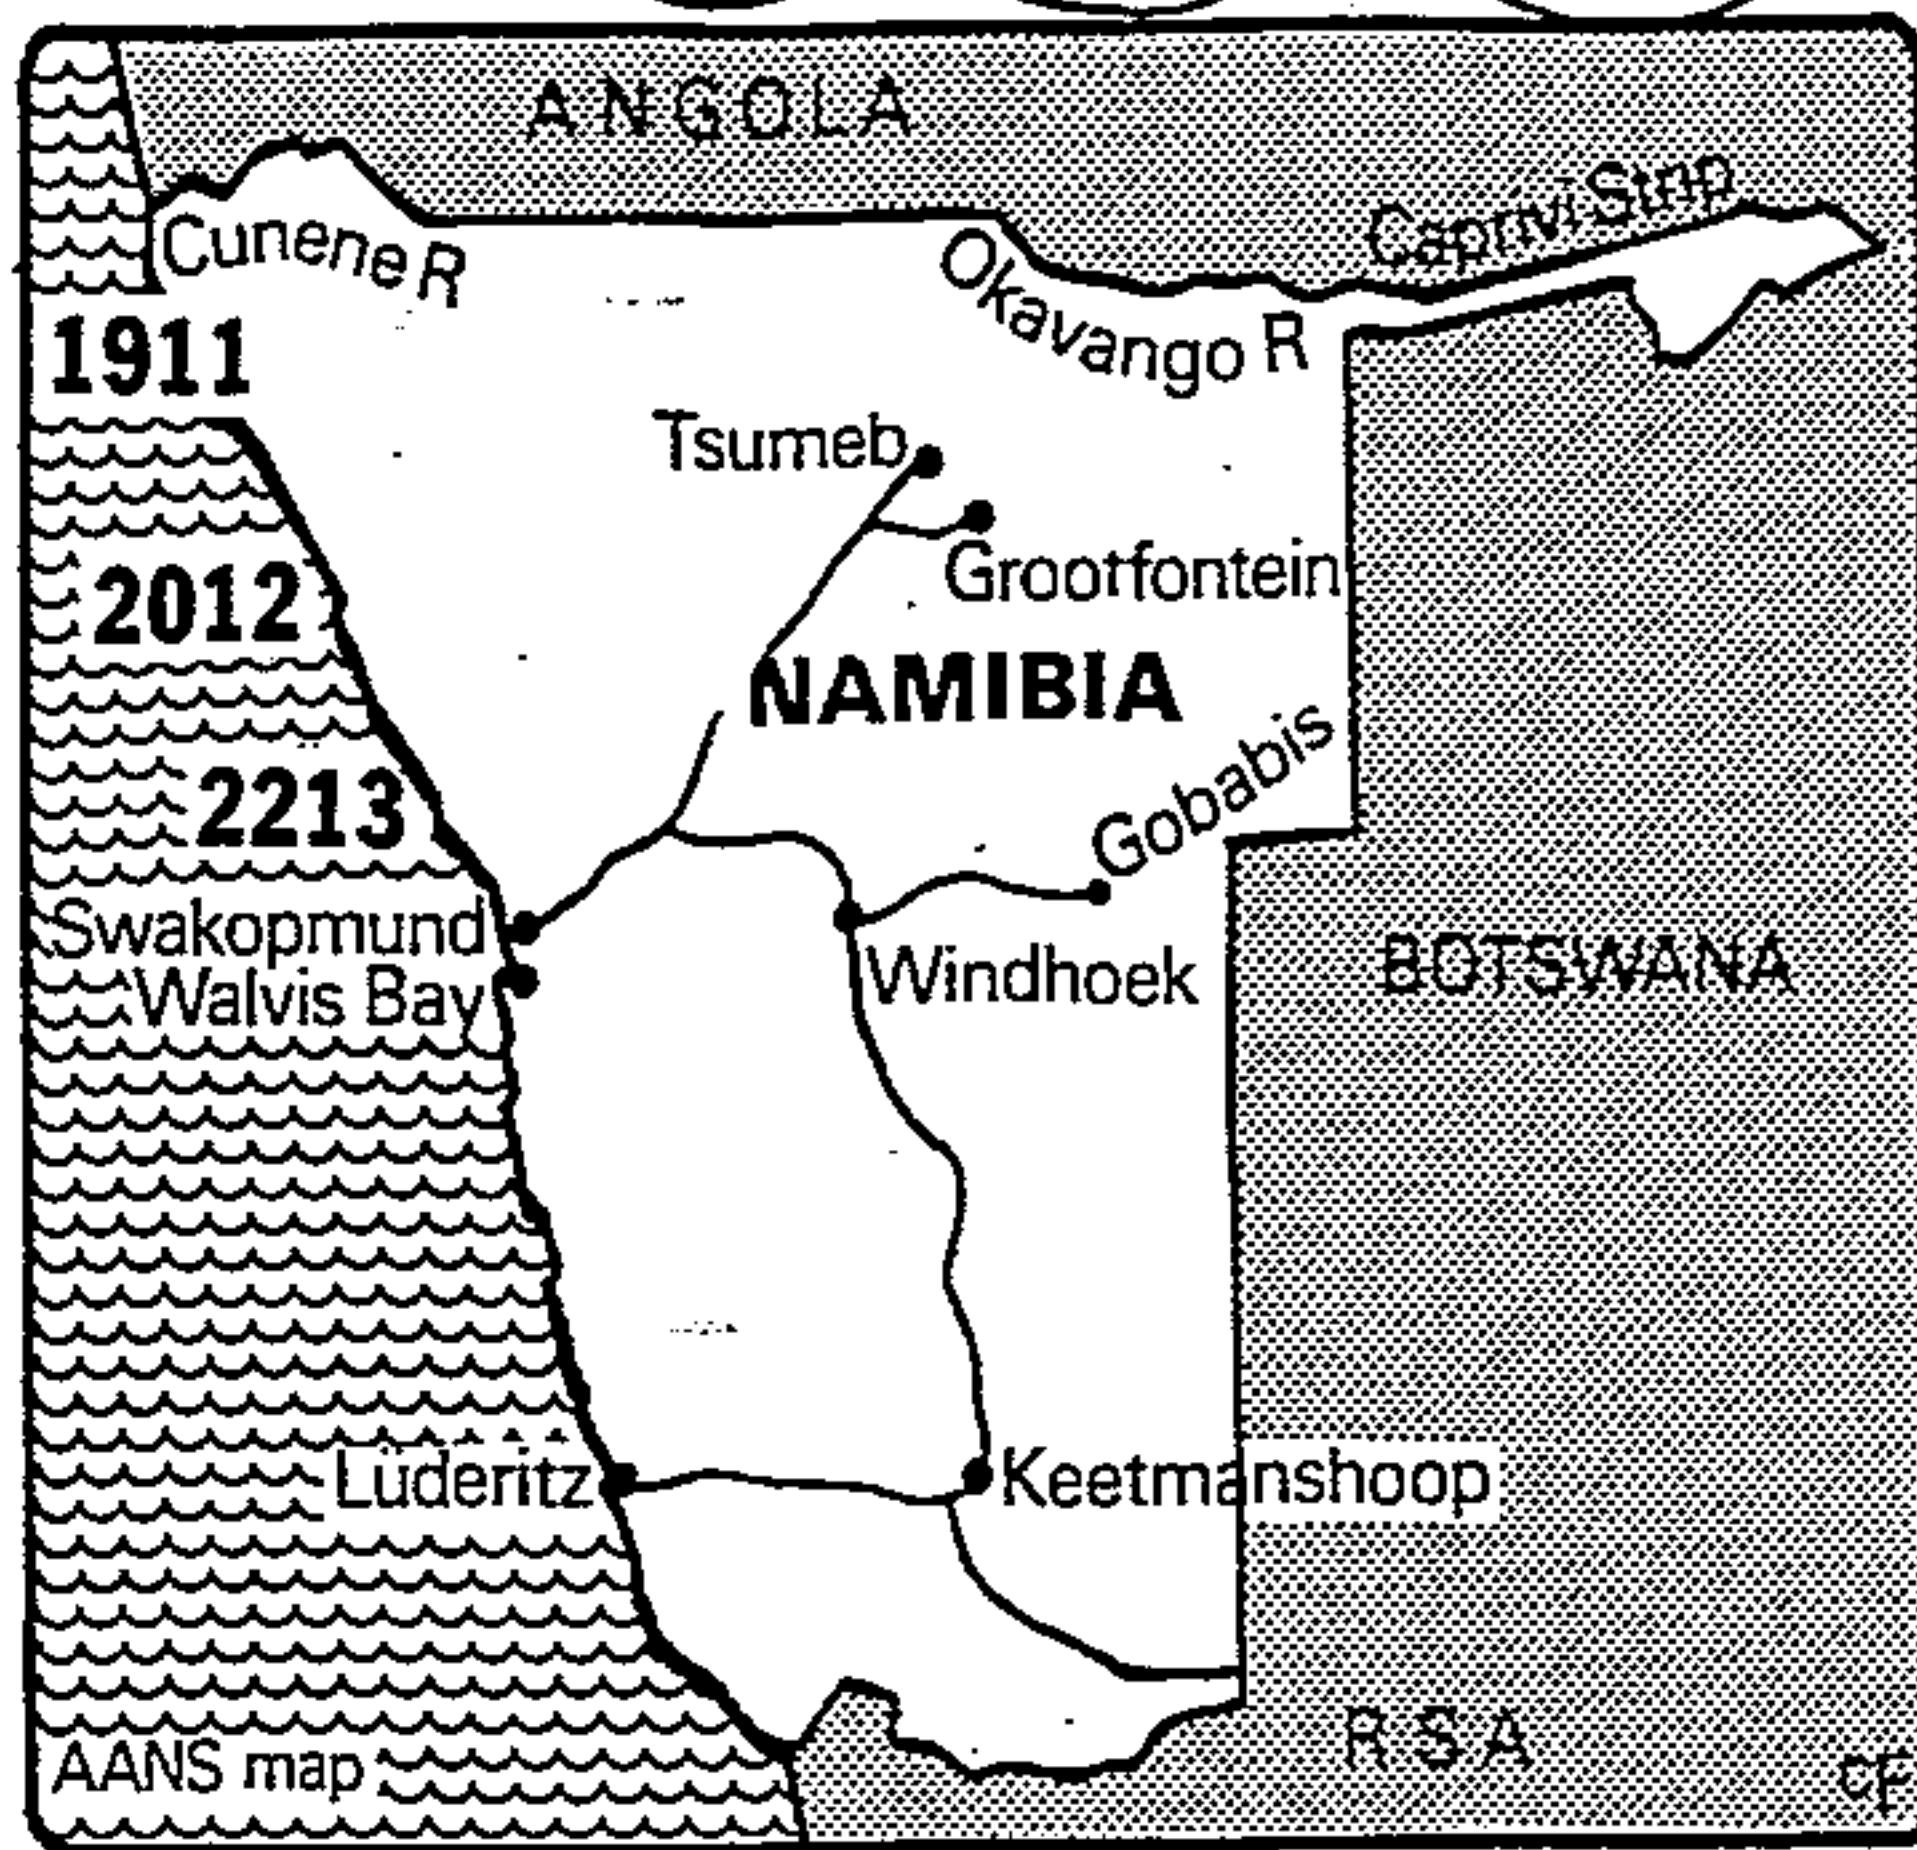 ANGOLA
Caprivi Strip
Cunene R
Okavango R
1911
Tsumeb
Grootfontein
2012
NAMIBIA
Gobabis
2213
Swakopmund
Walvis Bay
Windhoek
BOTSWANA
Lüderitz
Keetmanshoop
RSA
AANS map
CF